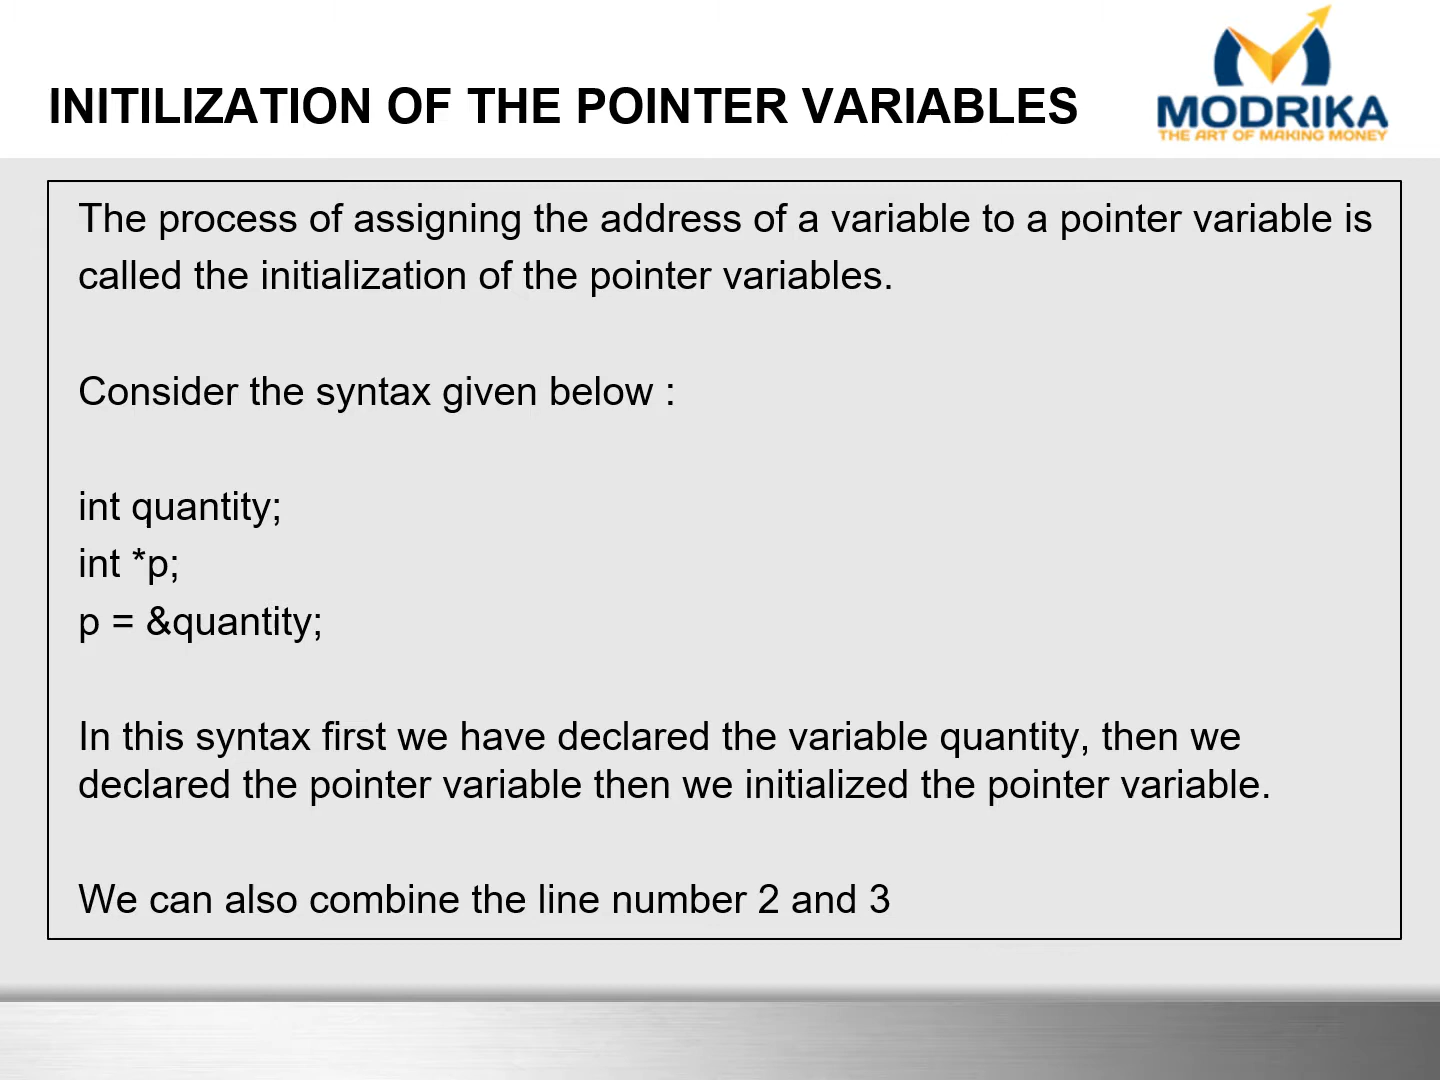 INITILIZATION OF THE POINTER VARIABLES
MODRIKA
THE ART OF MAKING MONEY
The process of assigning the address of a variable to a pointer variable is
called the initialization of the pointer variables.
Consider the syntax given below :
int quantity;
int *p;
p = &quantity;
In this syntax first we have declared the variable quantity, then we
declared the pointer variable then we initialized the pointer variable.
We can also combine the line number 2 and 3